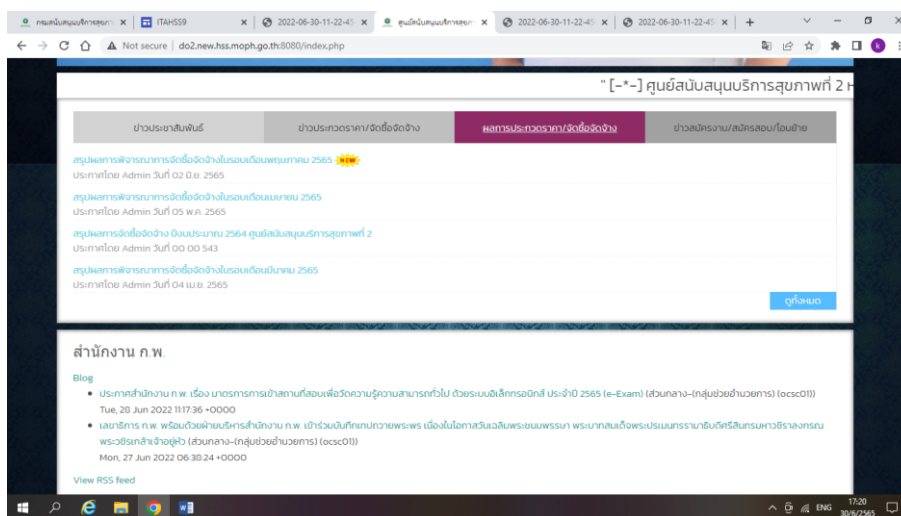 กรมสนับสนุนบริการสุขภา
ITAHSS9
2022-06-30-11-22-45
ศูนย์สนับสนุนบริการสุขภา
2022-06-30-11-22-45
2022-06-30-11-22-45
Not secure
do2.new.hss.moph.go.th:8080/index.php
k
" [-*-] ศูนย์สนับสนุนบริการสุขภาพที่ 2
ข่าวประชาสัมพันธ์
ข่าวประกวดราคา/จัดซื้อจัดจ้าง
ผลการประกวดราคา/จัดซื้อจัดจ้าง
ข่าวสมัครงาน/สมัครสอบ/โอนย้าย
สรุปผลการพิจารณาการจัดซื้อจัดจ้างในรอบเดือนพฤษภาคม 2565 NEW
ประกาศโดย Admin วันที่ 02 มิ.ย. 2565
สรุปผลการพิจารณาการจัดซื้อจัดจ้างในรอบเดือนเมษายน 2565
ประกาศโดย Admin วันที่ 05 พ.ค. 2565
สรุปผลการจัดซื้อจัดจ้าง ปีงบประมาณ 2564 ศูนย์สนับสนุนบริการสุขภาพที่ 2
ประกาศโดย Admin วันที่ 00 00 543
สรุปผลการพิจารณาการจัดซื้อจัดจ้างในรอบเดือนมีนาคม 2565
ประกาศโดย Admin วันที่ 04 เม.ย. 2565
ดูทั้งหมด
สำนักงาน ก.พ.
Blog
ประกาศสำนักงาน ก.พ. เรื่อง มาตรการการเข้าสถานที่สอบเพื่อวัดความรู้ความสามารถทั่วไป ด้วยระบบอิเล็กทรอนิกส์ ประจำปี 2565 (e-Exam) (ส่วนกลาง-(กลุ่มช่วยอำนวยการ) (ocsc01))
Tue, 28 Jun 2022 11:17:36 +0000
เลขาธิการ ก.พ. พร้อมด้วยฝ่ายบริหารสำนักงาน ก.พ. เข้าร่วมบันทึกเทปถวายพระพร เนื่องในโอกาสวันเฉลิมพระชนมพรรษา พระบาทสมเด็จพระปรเมนทรรามาธิบดีศรีสินทรมหาวชิราลงกรณ
พระวชิรเกล้าเจ้าอยู่หัว (ส่วนกลาง-(กลุ่มช่วยอำนวยการ) (ocsc01))
Mon, 27 Jun 2022 06:38:24 +0000
View RSS feed
ENG
17:20
30/6/2565